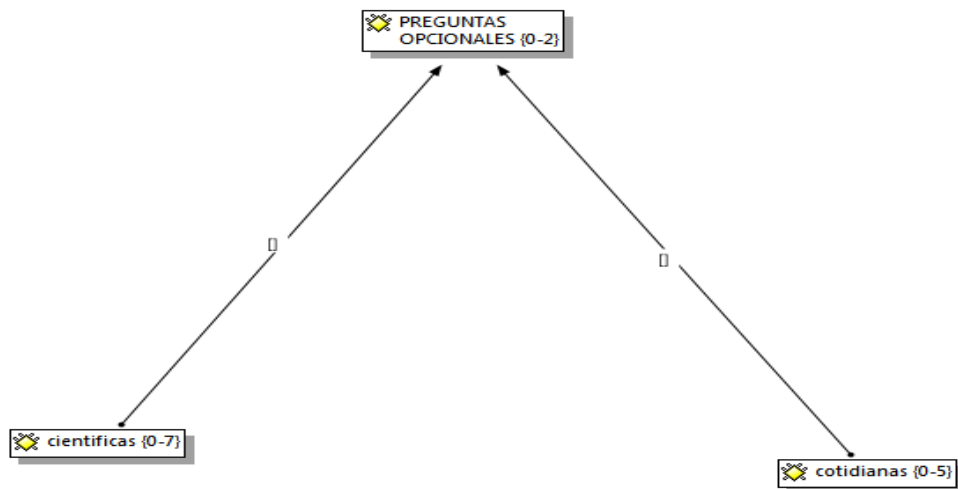 PREGUNTAS
OPCIONALES {0-2}
[]
[]
cientificas {0-7}
cotidianas {0-5}